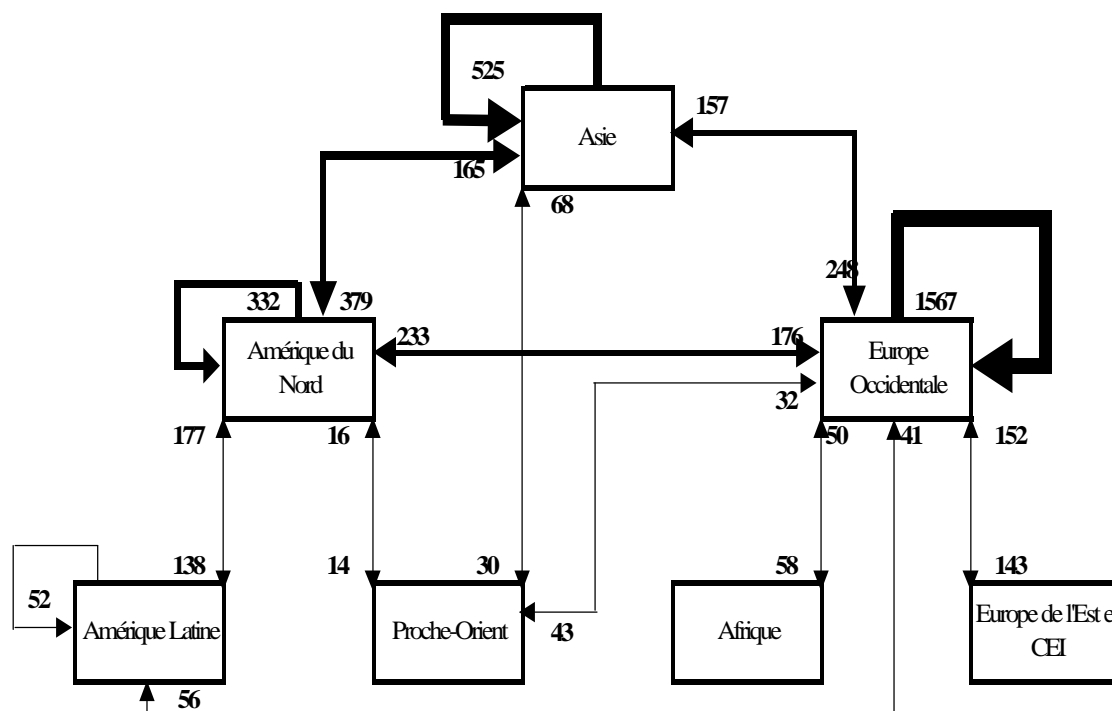 525
157
Asie
165
68
248
332
379
1567
233
176
Amérique du
Nord
Europe
Occidentale
32
177
16
50
41
152
138
14
30
58
143
52
Amérique Latine
Proche-Orient
43
Afrique
Europe de l'Est e
CEI
56